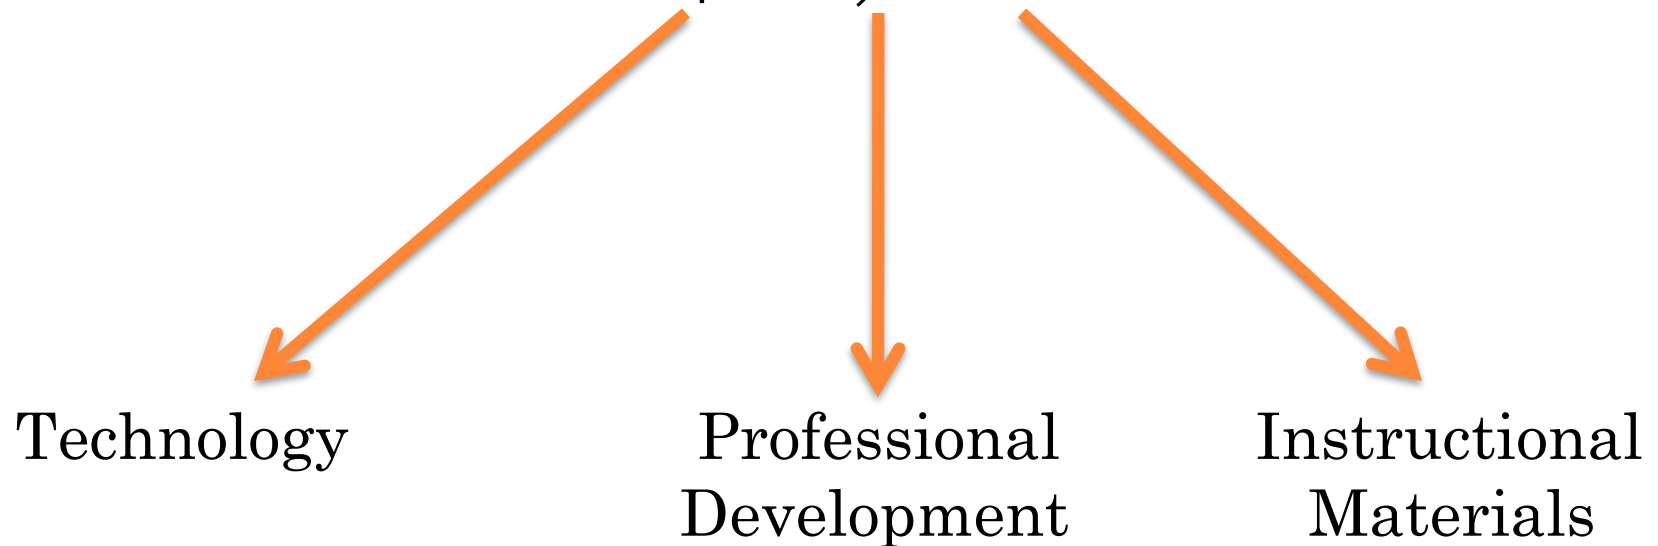 Technology
Professional
Development
Instructional
Materials